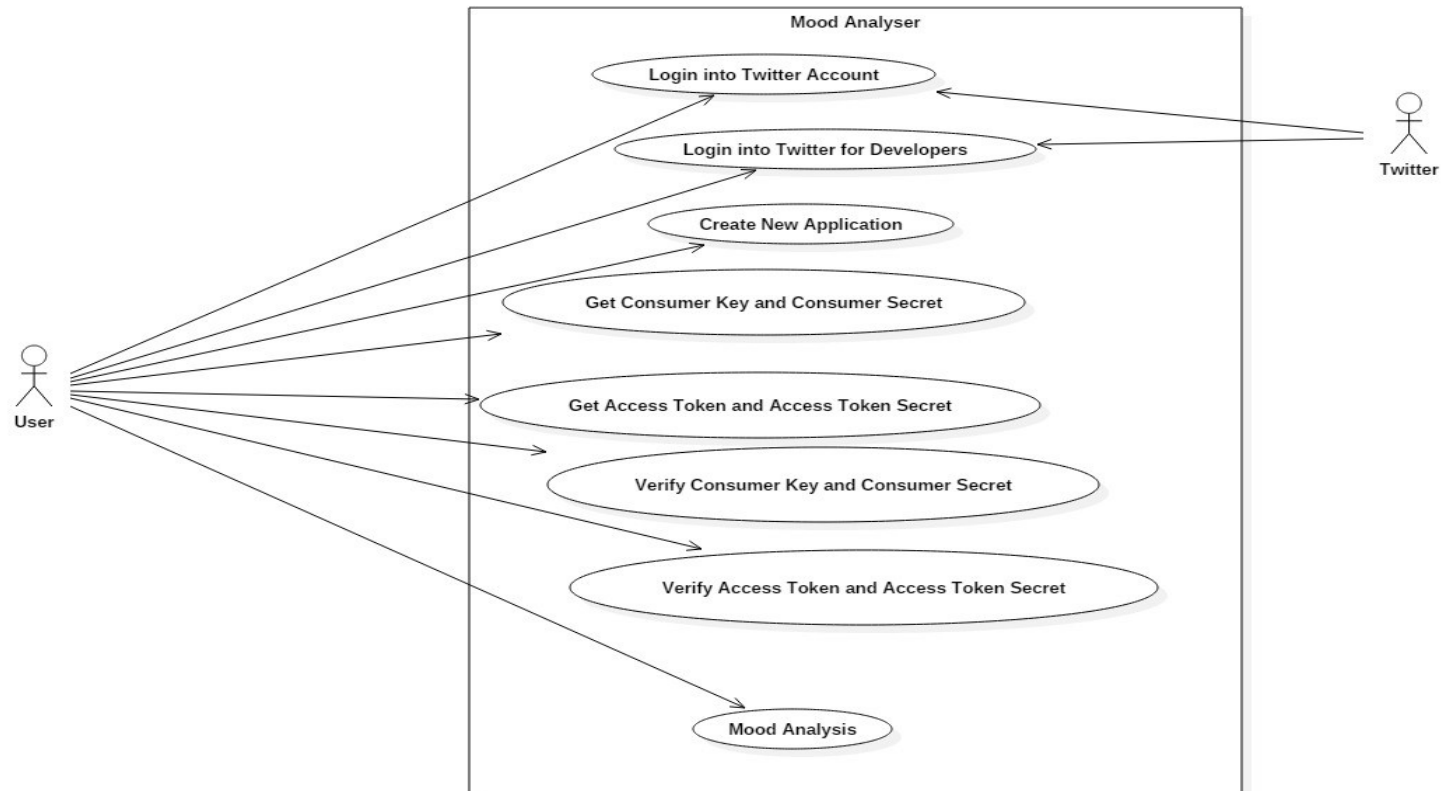 Mood Analyser
Login into Twitter Account
Login into Twitter for Developers
Twitter
Create New Application
Get Consumer Key and Consumer Secret
User
Get Access Token and Access Token Secret
Verify Consumer Key and Consumer Secret
Verify Access Token and Access Token Secret
Mood Analysis